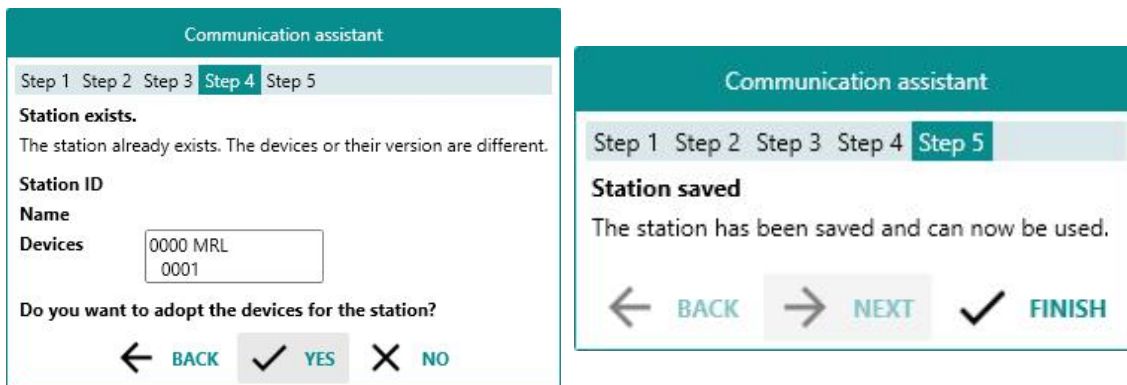 Communication assistant
Step 1 Step 2 Step 3 Step 4 Step 5
Station exists.
The station already exists. The devices or their version are different.
Station ID
Name
Devices
0000 MRL
0001
Do you want to adopt the devices for the station?
BACK YES NO
Communication assistant
Step 1 Step 2 Step 3 Step 4 Step 5
Station saved
The station has been saved and can now be used.
BACK NEXT FINISH